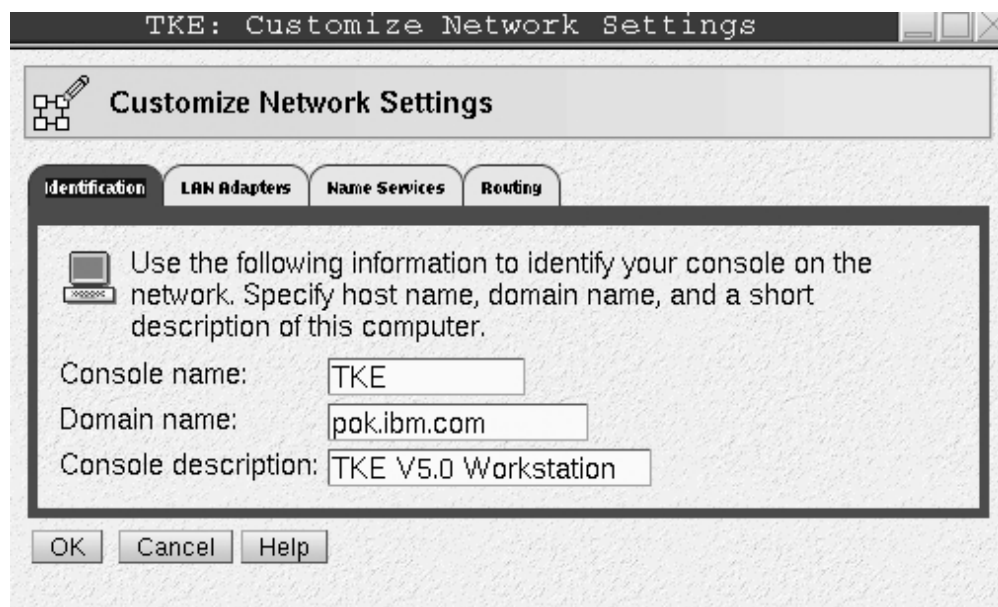 TKE: Customize Network Settings
Customize Network Settings
Identification LAN Adapters Name Services Routing
Use the following information to identify your console on the
network. Specify host name, domain name, and a short
description of this computer.
Console name: TKE
Domain name: pok.ibm.com
Console description: TKE V5.0 Workstation
OK Cancel Help